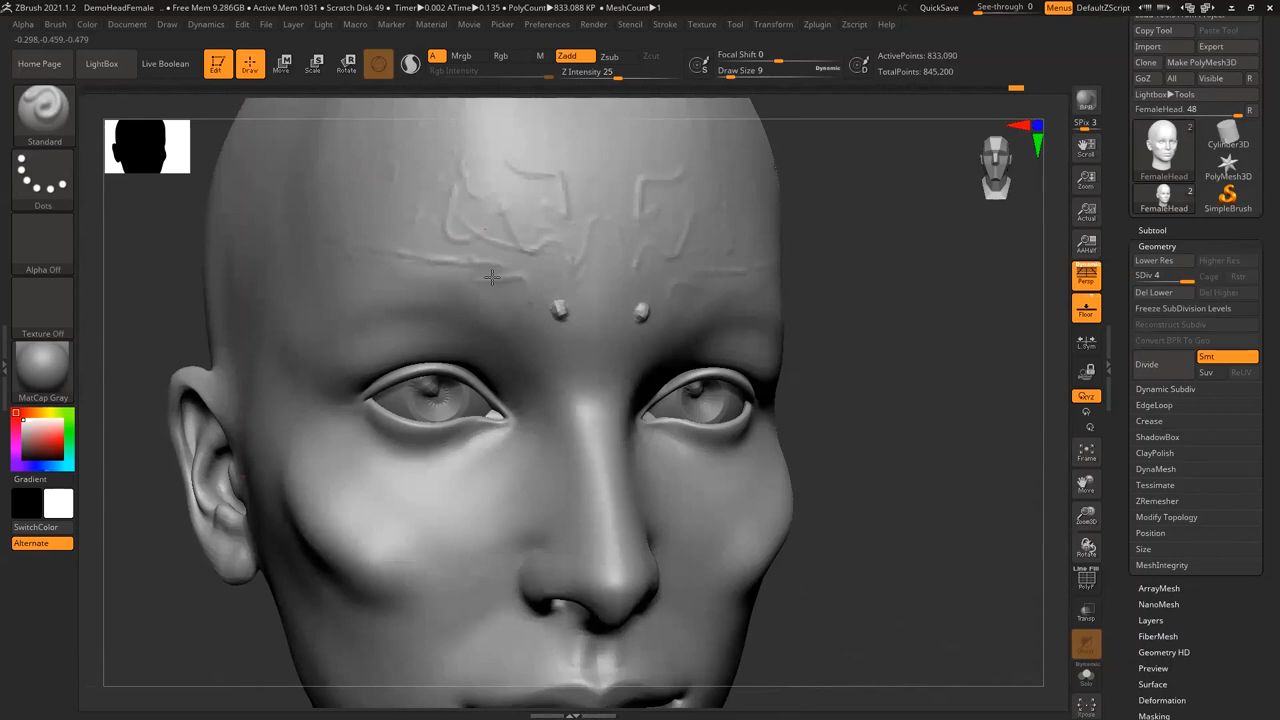 ZBrush 2021.1.2 DemoHeadFemale .. Free Mem 9.286GB Active Mem 1031 Scratch Disk 49 Timer▶0.002 ATime▶0.135 PolyCount▶833.088 KP MeshCount▶1 AC QuickSave See-through 0 Menus DefaultZScript
Alpha Brush Color Document Draw Dynamics Edit File Layer Light Macro Marker Material Movie Picker Preferences Render Stencil Stroke Texture Tool Transform Zplugin Zscript Help
-0.298,-0.459,-0.479
Home Page LightBox Live Boolean Edit Draw Move Scale Rotate A Mrgb Rgb M Zadd Zsub Zcut
Rgb Intensity Z Intensity 25
Focal Shift 0
Draw Size 9 Dynamic
S D
ActivePoints: 833,090
TotalPoints: 845,200
Standard
Dots
Alpha Off
Texture Off
MatCap Gray
Gradient
SwitchColor
Alternate
BPR
SPix 3
Scroll
Zoom
Actual
AAHalf
Dynamic
Persp
Floor
L.Sym
XYZ
Frame
Move
Zoom3D
Rotate
Line Fill
PolyF
Transp
Dynamic
Solo
Xpose
Copy Tool Paste Tool
Import Export
Clone Make PolyMesh3D
GoZ All Visible R
Lightbox▶Tools
FemaleHead. 48 R
2
FemaleHead
Cylinder3D
PolyMesh3D
2
FemaleHead
SimpleBrush
Subtool
Geometry
Lower Res Higher Res
SDiv 4 Cage Rstr
Del Lower Del Higher
Freeze SubDivision Levels
Reconstruct Subdiv
Convert BPR To Geo
Divide Smt
Suv ReUV
Dynamic Subdiv
EdgeLoop
Crease
ShadowBox
ClayPolish
DynaMesh
Tessimate
ZRemesher
Modify Topology
Position
Size
MeshIntegrity
ArrayMesh
NanoMesh
Layers
FiberMesh
Geometry HD
Preview
Surface
Deformation
Masking